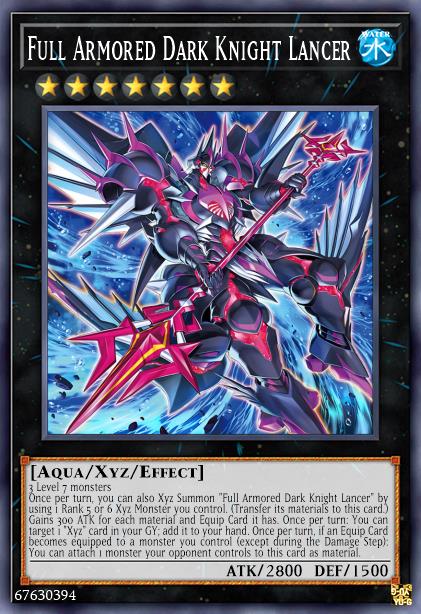 FULL ARMORED DARK KNIGHT LANCER
WATER
水
[AQUA/XYZ/EFFECT]
3 Level 7 monsters
Once per turn, you can also Xyz Summon "Full Armored Dark Knight Lancer" by
using 1 Rank 5 or 6 Xyz Monster you control. (Transfer its materials to this card.)
Gains 300 ATK for each material and Equip Card it has. Once per turn: You can
target 1 "Xyz" card in your GY; add it to your hand. Once per turn, if an Equip Card
becomes equipped to a monster you control (except during the Damage Step):
You can attach 1 monster your opponent controls to this card as material.
ATK/2800 DEF/1500
67630394